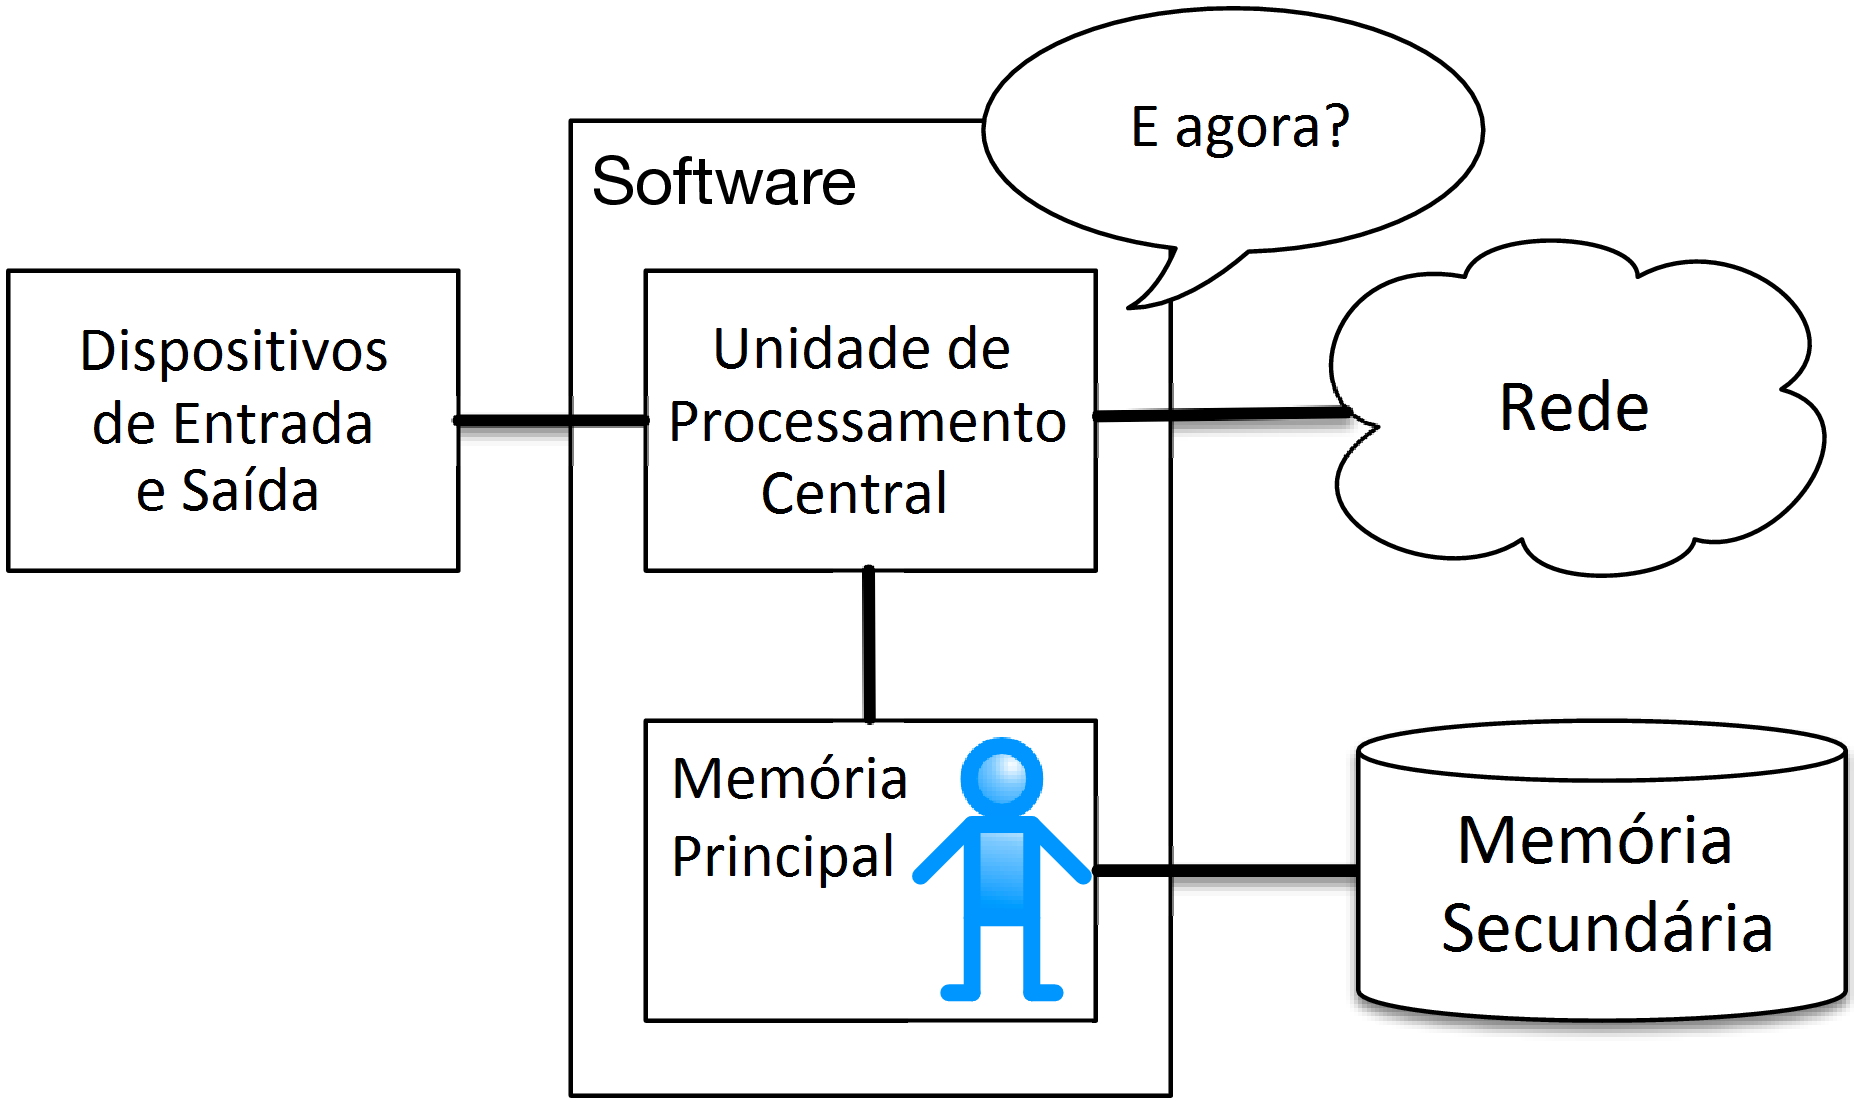 E agora?
Software
Dispositivos
de Entrada
e Saída
Unidade de
Processamento
Central
Rede
Memória
Principal
Memória
Secundária